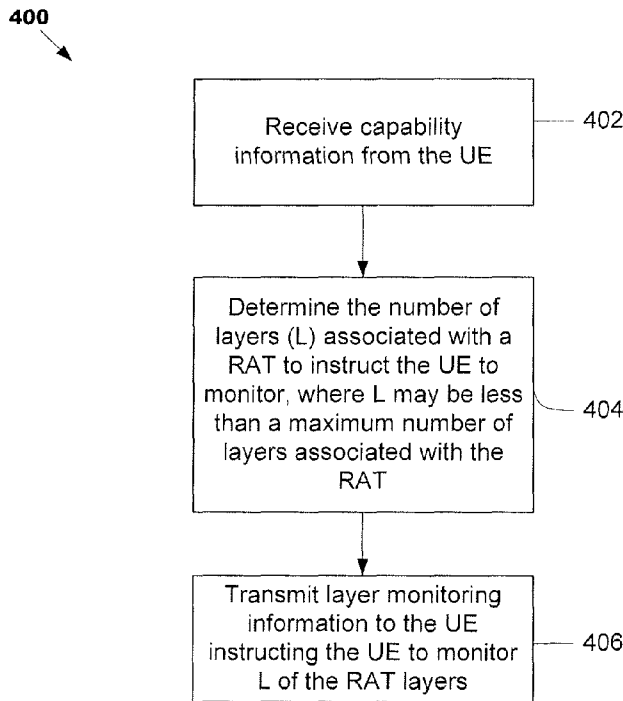 400
Receive capability
information from the UE
402
Determine the number of
layers (L) associated with a
RAT to instruct the UE to
monitor, where L may be less
than a maximum number of
layers associated with the
RAT
404
Transmit layer monitoring
information to the UE
instructing the UE to monitor
L of the RAT layers
406